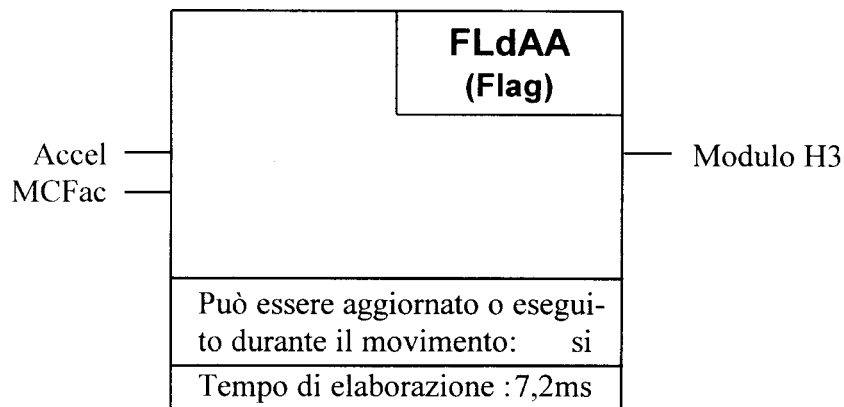 FLdAA
(Flag)
Accel
MCFac
Modulo H3
Può essere aggiornato o esegui-
to durante il movimento: si
Tempo di elaborazione : 7,2ms